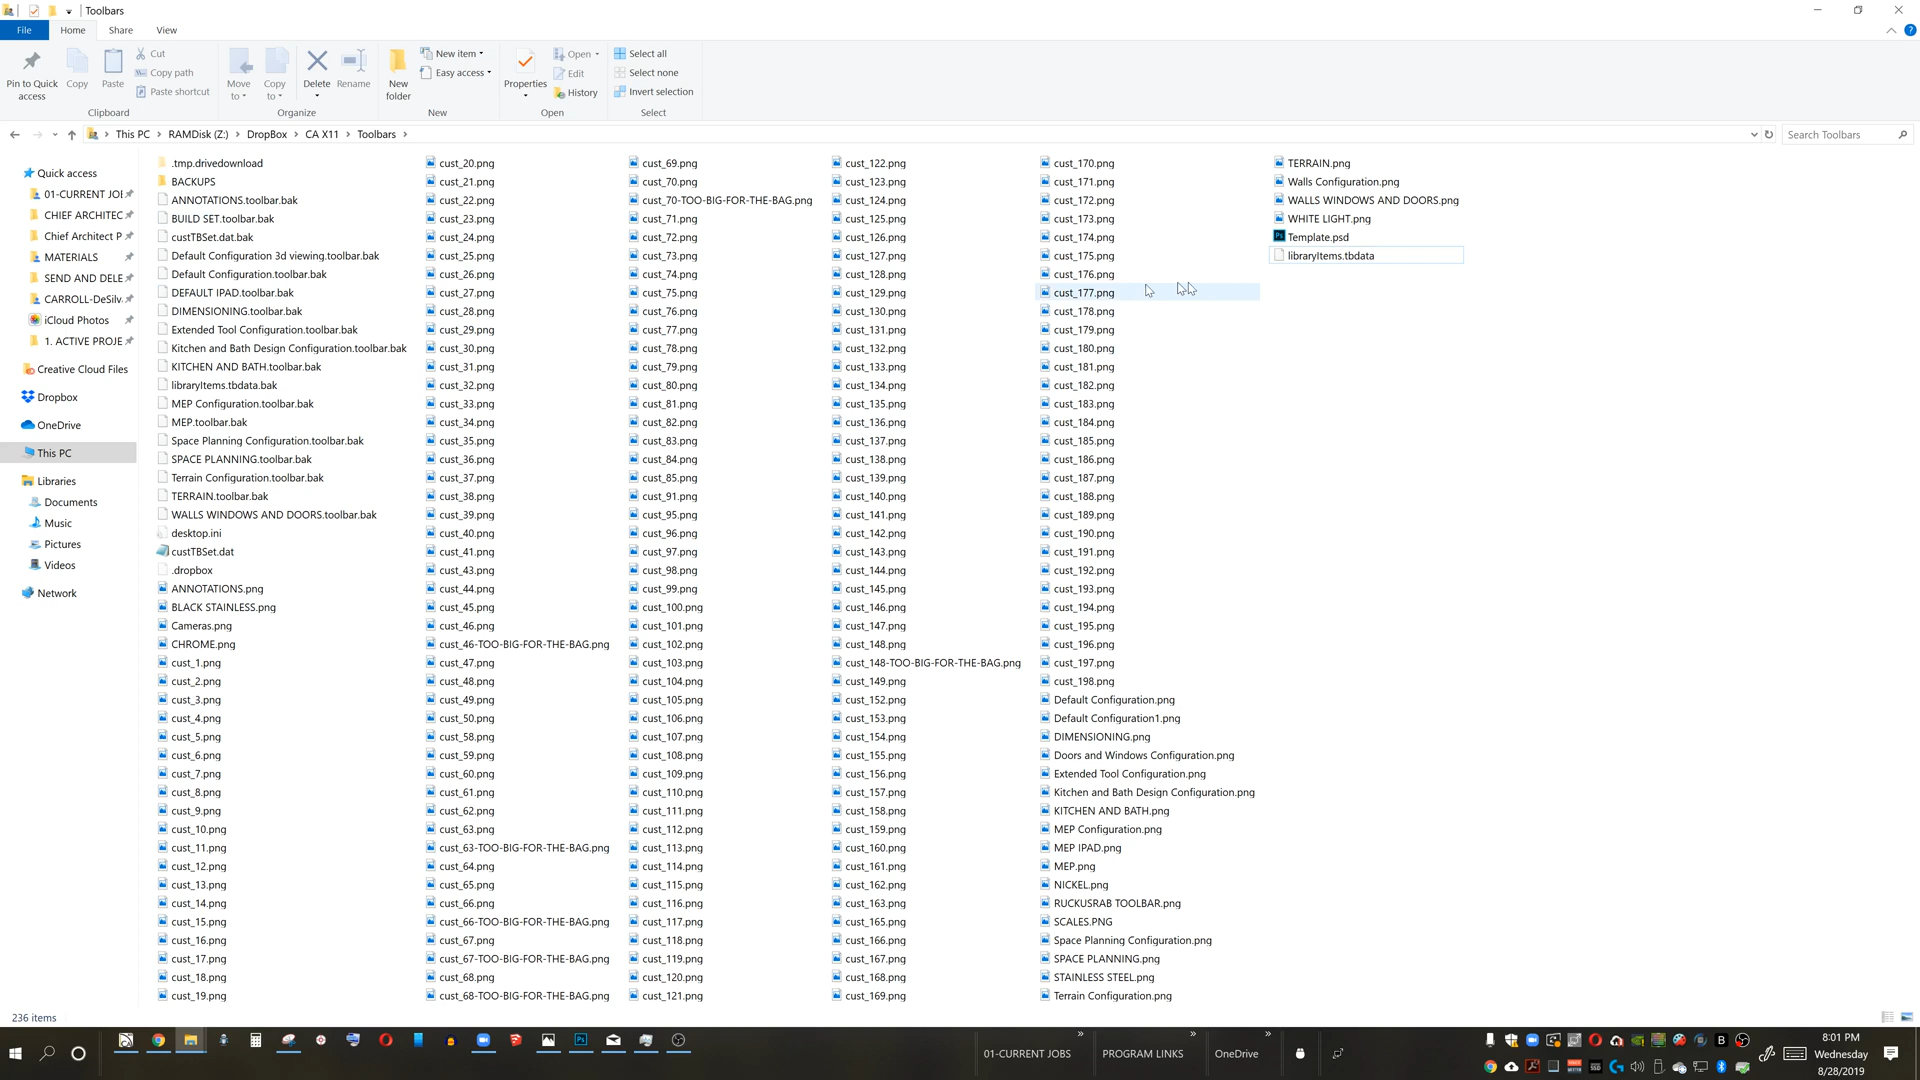 Toolbars
File
Home
Share
View
Pin to Quick access
Copy
Paste
Cut
Copy path
Paste shortcut
Clipboard
Move to
Copy to
Delete
Rename
Organize
New folder
New item
Easy access
New
Properties
Open
Edit
History
Open
Select all
Select none
Invert selection
Select
This PC > RAMDisk (Z:) > DropBox > CA X11 > Toolbars >
Search Toolbars
Quick access
01-CURRENT JOB
CHIEF ARCHITEC
Chief Architect P
MATERIALS
SEND AND DELE
CARROLL-DeSilv
iCloud Photos
1. ACTIVE PROJE
Creative Cloud Files
Dropbox
OneDrive
This PC
Libraries
Documents
Music
Pictures
Videos
Network
.tmp.drivedownload
BACKUPS
ANNOTATIONS.toolbar.bak
BUILD SET.toolbar.bak
custTBSet.dat.bak
Default Configuration 3d viewing.toolbar.bak
Default Configuration.toolbar.bak
DEFAULT IPAD.toolbar.bak
DIMENSIONING.toolbar.bak
Extended Tool Configuration.toolbar.bak
Kitchen and Bath Design Configuration.toolbar.bak
KITCHEN AND BATH.toolbar.bak
libraryItems.tbdata.bak
MEP Configuration.toolbar.bak
MEP.toolbar.bak
Space Planning Configuration.toolbar.bak
SPACE PLANNING.toolbar.bak
Terrain Configuration.toolbar.bak
TERRAIN.toolbar.bak
WALLS WINDOWS AND DOORS.toolbar.bak
desktop.ini
custTBSet.dat
.dropbox
ANNOTATIONS.png
BLACK STAINLESS.png
Cameras.png
CHROME.png
cust_1.png
cust_2.png
cust_3.png
cust_4.png
cust_5.png
cust_6.png
cust_7.png
cust_8.png
cust_9.png
cust_10.png
cust_11.png
cust_12.png
cust_13.png
cust_14.png
cust_15.png
cust_16.png
cust_17.png
cust_18.png
cust_19.png
cust_20.png
cust_21.png
cust_22.png
cust_23.png
cust_24.png
cust_25.png
cust_26.png
cust_27.png
cust_28.png
cust_29.png
cust_30.png
cust_31.png
cust_32.png
cust_33.png
cust_34.png
cust_35.png
cust_36.png
cust_37.png
cust_38.png
cust_39.png
cust_40.png
cust_41.png
cust_43.png
cust_44.png
cust_45.png
cust_46.png
cust_46-TOO-BIG-FOR-THE-BAG.png
cust_47.png
cust_48.png
cust_49.png
cust_50.png
cust_58.png
cust_59.png
cust_60.png
cust_61.png
cust_62.png
cust_63.png
cust_63-TOO-BIG-FOR-THE-BAG.png
cust_64.png
cust_65.png
cust_66.png
cust_66-TOO-BIG-FOR-THE-BAG.png
cust_67.png
cust_67-TOO-BIG-FOR-THE-BAG.png
cust_68.png
cust_68-TOO-BIG-FOR-THE-BAG.png
cust_69.png
cust_70.png
cust_70-TOO-BIG-FOR-THE-BAG.png
cust_71.png
cust_72.png
cust_73.png
cust_74.png
cust_75.png
cust_76.png
cust_77.png
cust_78.png
cust_79.png
cust_80.png
cust_81.png
cust_82.png
cust_83.png
cust_84.png
cust_85.png
cust_91.png
cust_95.png
cust_96.png
cust_97.png
cust_98.png
cust_99.png
cust_100.png
cust_101.png
cust_102.png
cust_103.png
cust_104.png
cust_105.png
cust_106.png
cust_107.png
cust_108.png
cust_109.png
cust_110.png
cust_111.png
cust_112.png
cust_113.png
cust_114.png
cust_115.png
cust_116.png
cust_117.png
cust_118.png
cust_119.png
cust_120.png
cust_121.png
cust_122.png
cust_123.png
cust_124.png
cust_125.png
cust_126.png
cust_127.png
cust_128.png
cust_129.png
cust_130.png
cust_131.png
cust_132.png
cust_133.png
cust_134.png
cust_135.png
cust_136.png
cust_137.png
cust_138.png
cust_139.png
cust_140.png
cust_141.png
cust_142.png
cust_143.png
cust_144.png
cust_145.png
cust_146.png
cust_147.png
cust_148.png
cust_148-TOO-BIG-FOR-THE-BAG.png
cust_149.png
cust_152.png
cust_153.png
cust_154.png
cust_155.png
cust_156.png
cust_157.png
cust_158.png
cust_159.png
cust_160.png
cust_161.png
cust_162.png
cust_163.png
cust_165.png
cust_166.png
cust_167.png
cust_168.png
cust_169.png
cust_170.png
cust_171.png
cust_172.png
cust_173.png
cust_174.png
cust_175.png
cust_176.png
cust_177.png
cust_178.png
cust_179.png
cust_180.png
cust_181.png
cust_182.png
cust_183.png
cust_184.png
cust_185.png
cust_186.png
cust_187.png
cust_188.png
cust_189.png
cust_190.png
cust_191.png
cust_192.png
cust_193.png
cust_194.png
cust_195.png
cust_196.png
cust_197.png
cust_198.png
Default Configuration.png
Default Configuration1.png
DIMENSIONING.png
Doors and Windows Configuration.png
Extended Tool Configuration.png
Kitchen and Bath Design Configuration.png
KITCHEN AND BATH.png
MEP Configuration.png
MEP IPAD.png
MEP.png
NICKEL.png
RUCKUSRAB TOOLBAR.png
SCALES.PNG
Space Planning Configuration.png
SPACE PLANNING.png
STAINLESS STEEL.png
Terrain Configuration.png
TERRAIN.png
Walls Configuration.png
WALLS WINDOWS AND DOORS.png
WHITE LIGHT.png
Template.psd
libraryItems.tbdata
236 items
01-CURRENT JOBS
PROGRAM LINKS
OneDrive
8:01 PM
Wednesday
8/28/2019